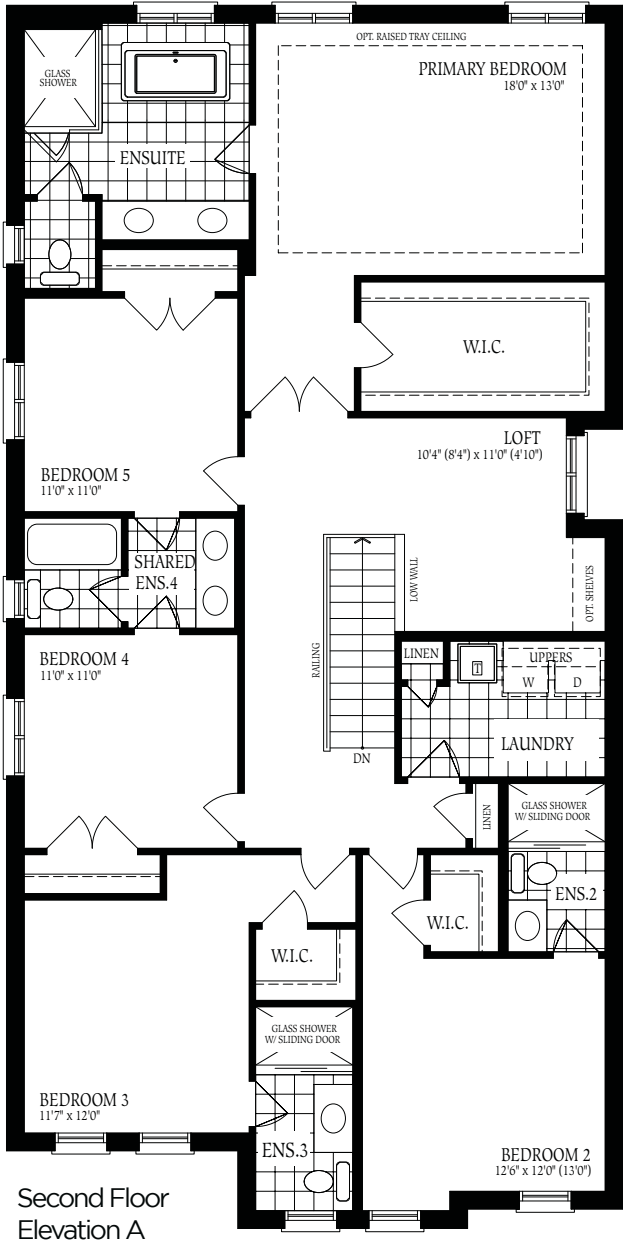 OPT. RAISED TRAY CEILING
GLASS
SHOWER
PRIMARY BEDROOM
18'0" x 13'0"
ENSUITE
W.I.C.
LOFT
10'4" (8'4") x 11'0" (4'10")
BEDROOM 5
11'0" x 11'0"
SHARED
ENS.4
LOW WALL
OPT. SHELVES
RAILING
BEDROOM 4
11'0" x 11'0"
LINEN
T
UPPERS
W
D
LAUNDRY
DN
LINEN
GLASS SHOWER
W/ SLIDING DOOR
ENS.2
W.I.C.
W.I.C.
GLASS SHOWER
W/ SLIDING DOOR
BEDROOM 3
11'7" x 12'0"
ENS.3
BEDROOM 2
12'6" x 12'0" (13'0")
Second Floor
Elevation A